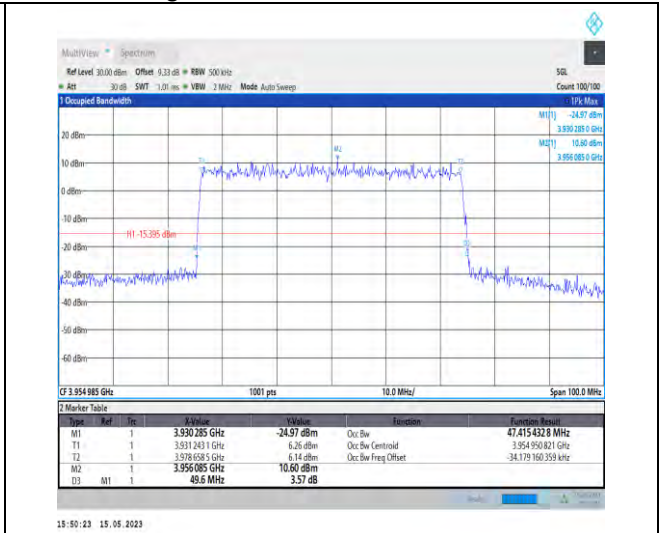 MultiView Spectrum
Ref Level 30.00 dBm Offset 9.33 dB RBW 500 kHz SGL
Att 30 dB SWT 1.01 ms VBW 2 MHz Mode Auto Sweep Count 100/100
1 Occupied Bandwidth 1Pk Max
M1[1] -24.97 dBm
3.930 285 0 GHz
M2[1] 10.60 dBm
3.956 085 0 GHz
20 dBm
M2
10 dBm
0 dBm
-10 dBm
H1 -15.395 dBm
-20 dBm
-30 dBm
-40 dBm
-50 dBm
-60 dBm
CF 3.954 985 GHz 1001 pts 10.0 MHz/ Span 100.0 MHz
2 Marker Table
Type Ref Trc X-Value Y-Value Function Function Result
M1 1 3.930 285 GHz -24.97 dBm Occ Bw 47.415 432 8 MHz
T1 1 3.931 243 1 GHz 6.26 dBm Occ Bw Centroid 3.954 950 821 GHz
T2 1 3.978 658 5 GHz 6.14 dBm Occ Bw Freq Offset -34.179 160 359 kHz
M2 1 3.956 085 GHz 10.60 dBm
D3 M1 1 49.6 MHz 3.57 dB
15:50:23 15.05.2023